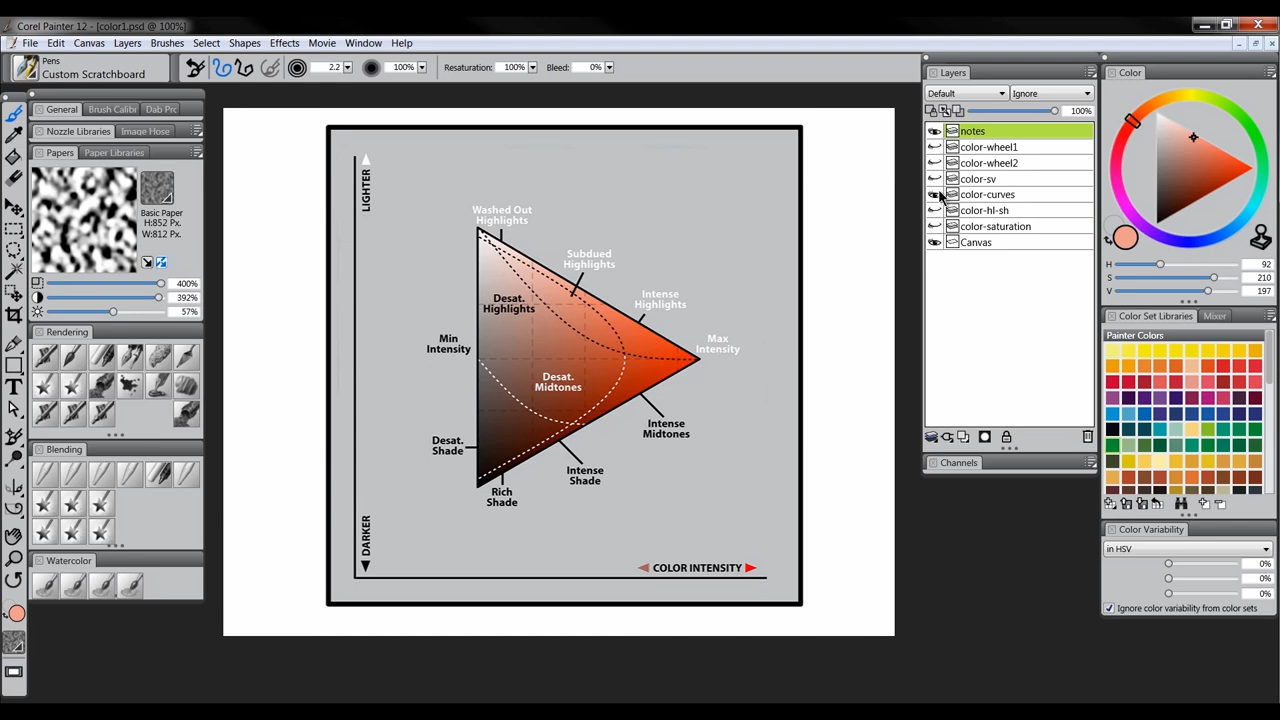 Corel Painter 12 - [color1.psd @ 100%]
File Edit Canvas Layers Brushes Select Shapes Effects Movie Window Help
Pens
Custom Scratchboard
2.2
100%
Resaturation: 100%
Bleed: 0%
General
Brush Calibr
Dab Pro
Nozzle Libraries
Image Hose
Papers
Paper Libraries
Basic Paper
H:852 Px.
W:812 Px.
400%
392%
57%
Rendering
Blending
Watercolor
LIGHTER
DARKER
Washed Out
Highlights
Subdued
Highlights
Desat.
Highlights
Intense
Highlights
Min
Intensity
Max
Intensity
Desat.
Midtones
Intense
Midtones
Desat.
Shade
Intense
Shade
Rich
Shade
COLOR INTENSITY
Layers
Default
Ignore
100%
notes
color-wheel1
color-wheel2
color-sv
color-curves
color-hl-sh
color-saturation
Canvas
Channels
Color
H 92
S 210
V 197
Color Set Libraries
Mixer
Painter Colors
Color Variability
in HSV
0%
0%
0%
Ignore color variability from color sets